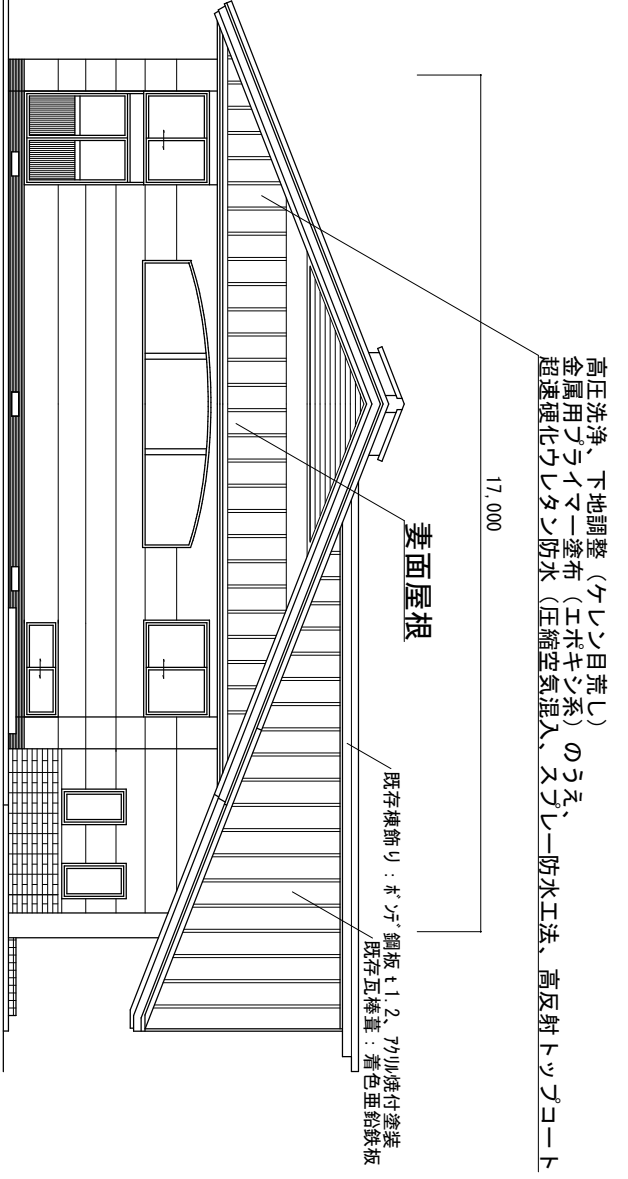 高圧洗浄、下地調整（ケレン目荒し）
金属用プライマー塗布（エポキシ系）のうえ、
超速硬化ウレタン防水（圧縮空気混入、スプレー防水工法、高反射トップコート
17,000
妻面屋根
既存棟飾り：ボンデ鋼板t1.2、アクリル焼付塗装
既存瓦棒葺：着色亜鉛鉄板